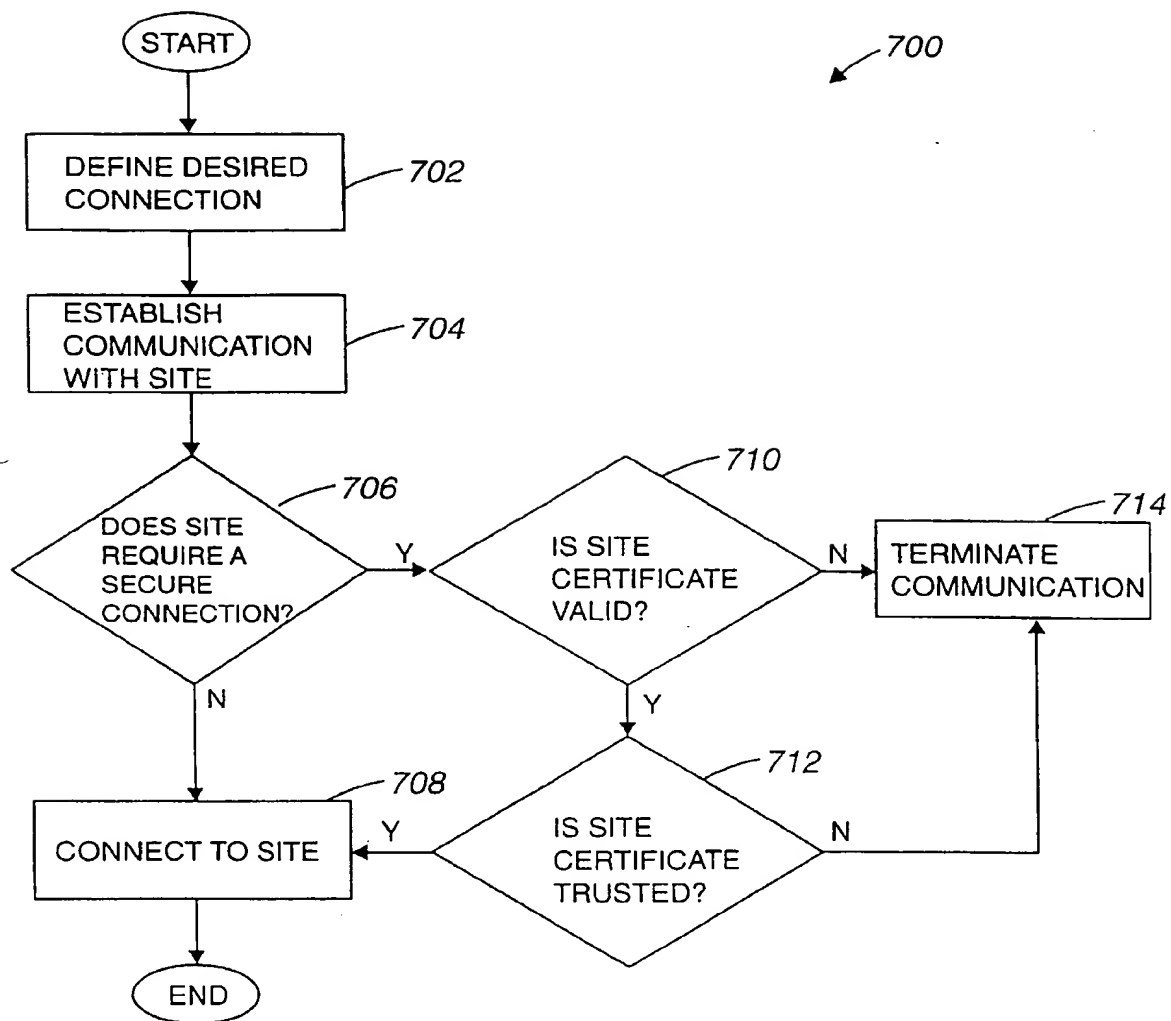 START
700
DEFINE DESIRED
CONNECTION
702
ESTABLISH
COMMUNICATION
WITH SITE
704
DOES SITE
REQUIRE A
SECURE
CONNECTION?
706
Y
N
IS SITE
CERTIFICATE
VALID?
710
N
Y
TERMINATE
COMMUNICATION
714
IS SITE
CERTIFICATE
TRUSTED?
712
Y
N
CONNECT TO SITE
708
END